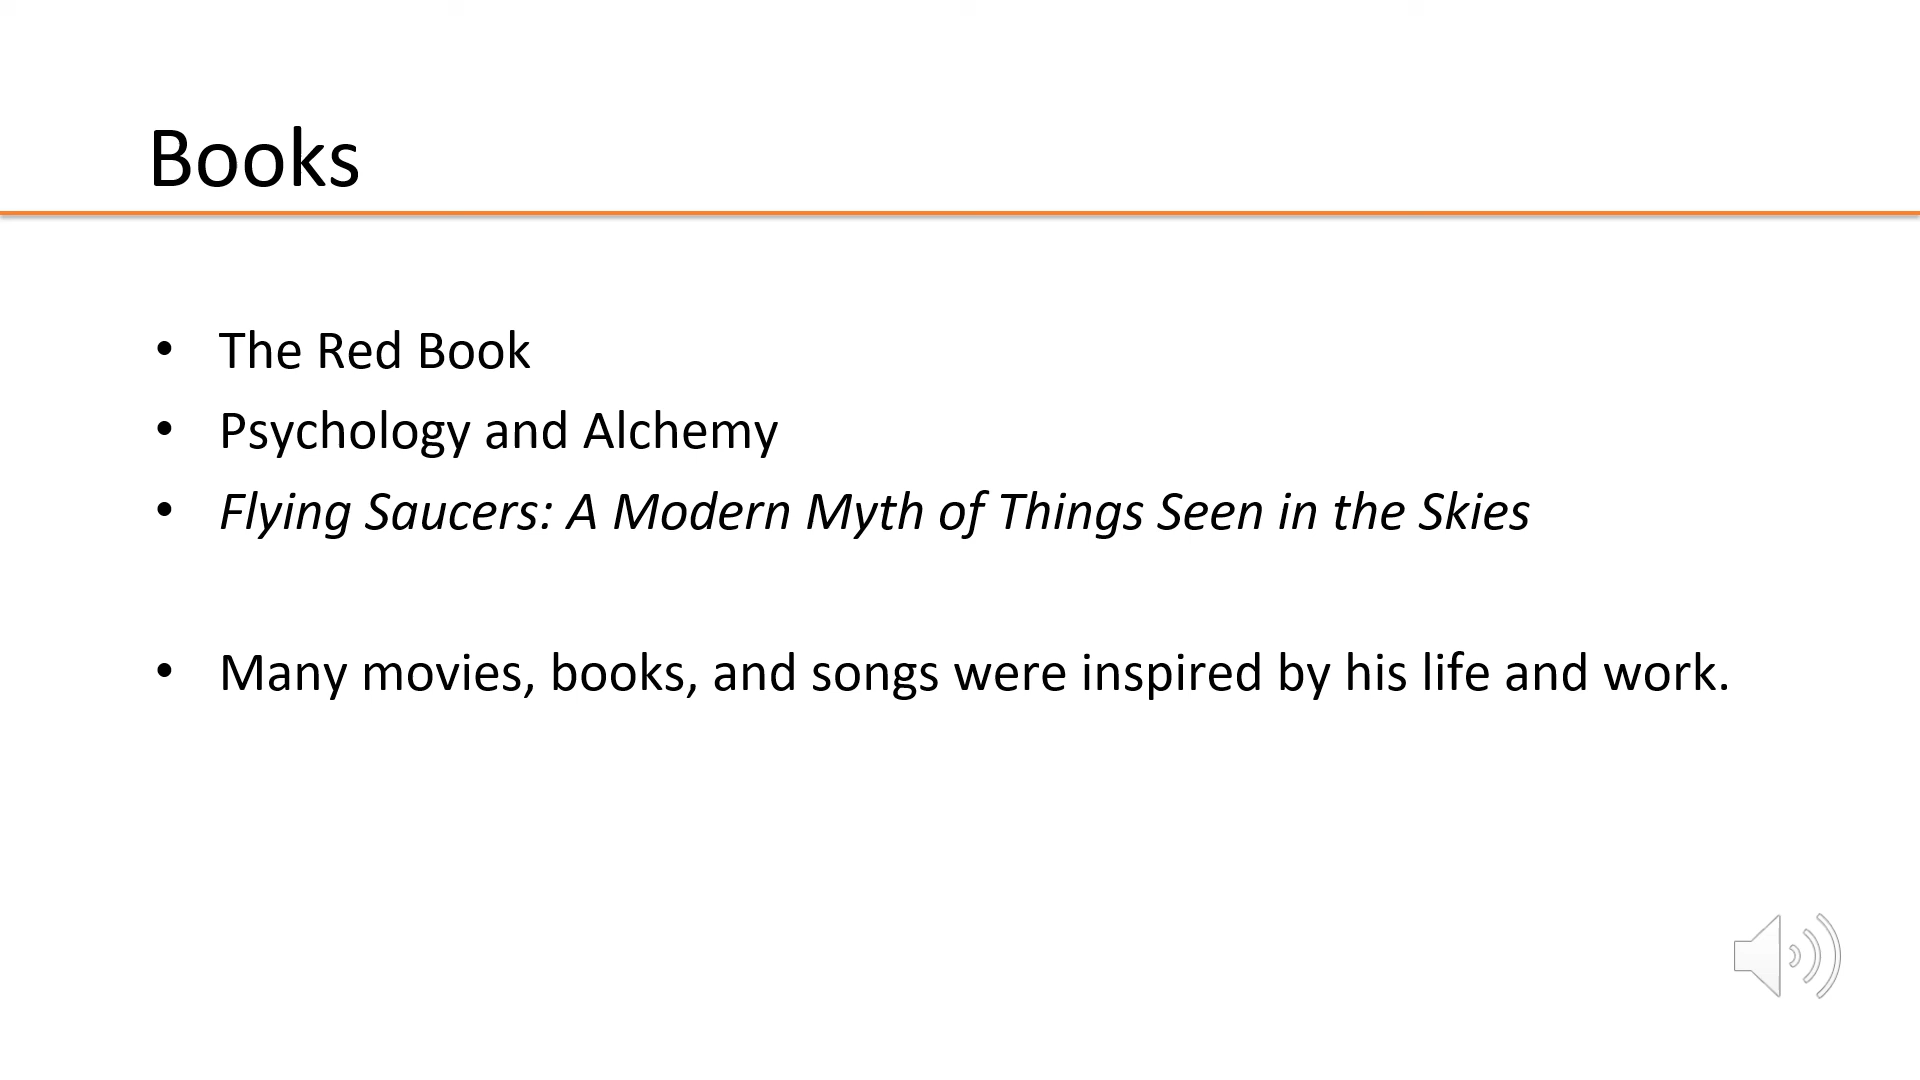 Books
• The Red Book
• Psychology and Alchemy
• Flying Saucers: A Modern Myth of Things Seen in the Skies
• Many movies, books, and songs were inspired by his life and work.